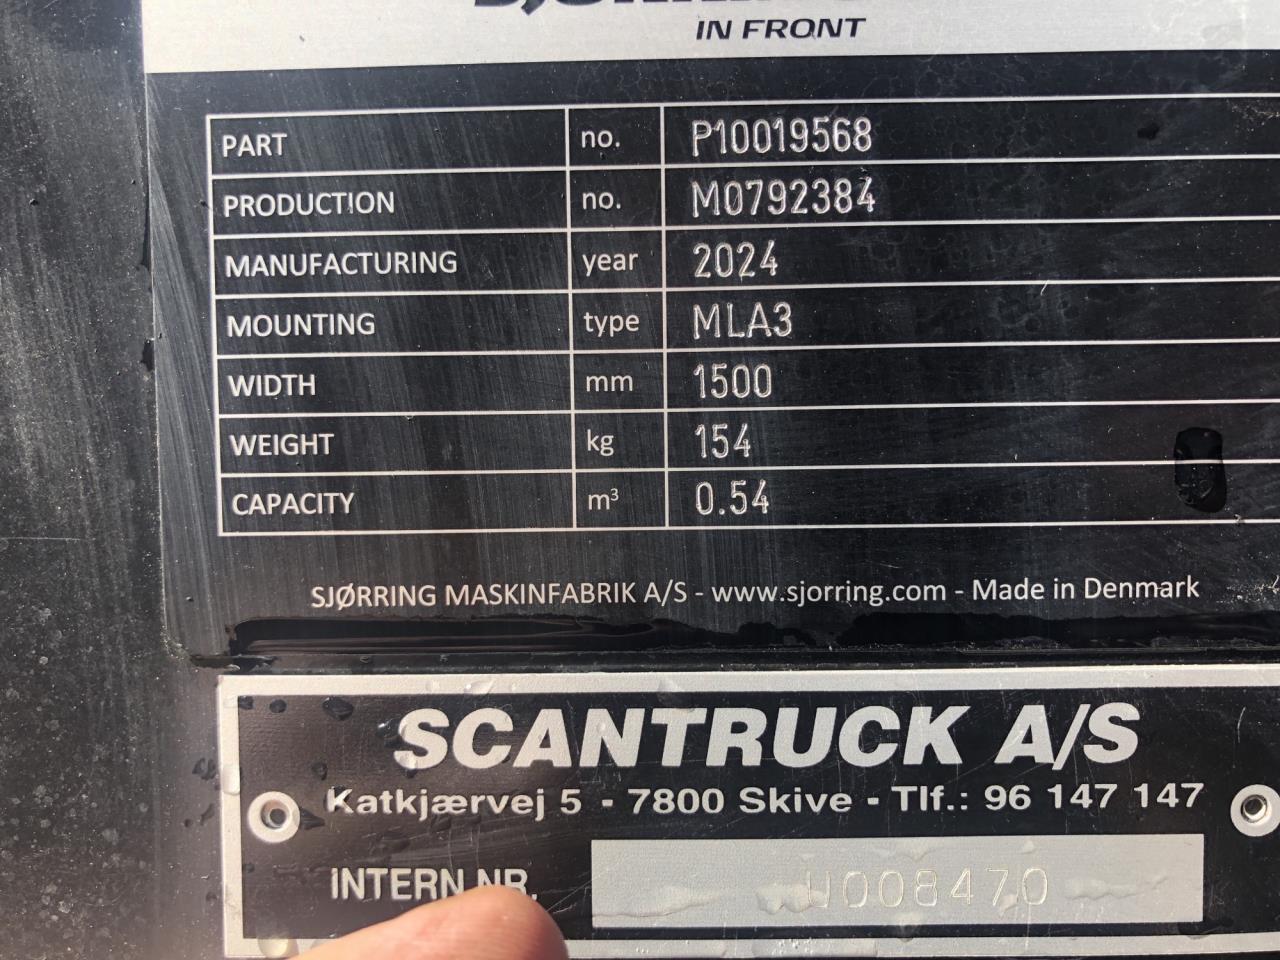 IN FRONT
PART no. P10019568
PRODUCTION no. M0792384
MANUFACTURING year 2024
MOUNTING type MLA3
WIDTH mm 1500
WEIGHT kg 154
CAPACITY m³ 0.54
SJØRRING MASKINFABRIK A/S - www.sjorring.com - Made in Denmark
SCANTRUCK A/S
Katkjærvej 5 - 7800 Skive - Tlf.: 96 147 147
INTERN NR. U008470